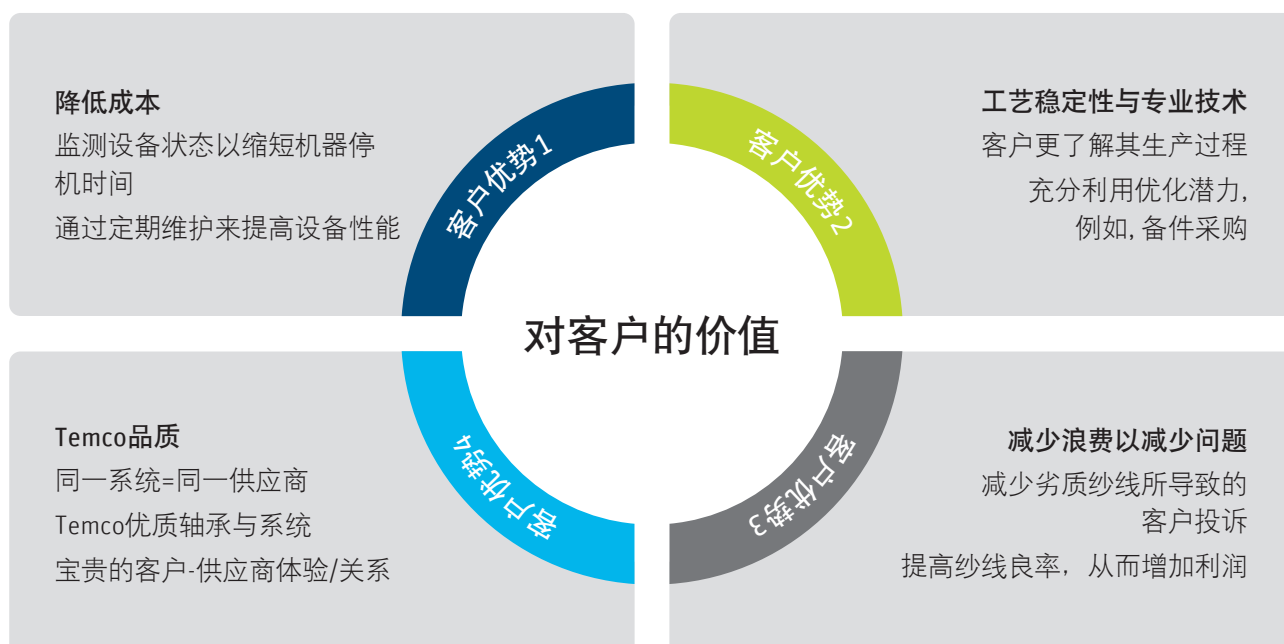 降低成本
监测设备状态以缩短机器停
机时间
通过定期维护来提高设备性能
客户优势1
客户优势2
工艺稳定性与专业技术
客户更了解其生产过程
充分利用优化潜力,
例如, 备件采购
对客户的价值
Temco品质
同一系统=同一供应商
Temco优质轴承与系统
宝贵的客户-供应商体验/关系
客户优势4
客户优势3
减少浪费以减少问题
减少劣质纱线所导致的
客户投诉
提高纱线良率，从而增加利润